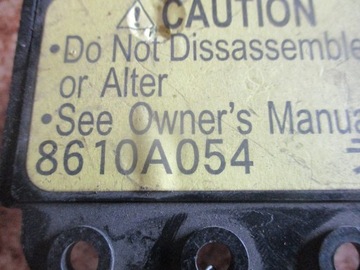 ⚠CAUTION
•Do Not Dissassemble
or Alter
•See Owner's Manua
8610A054